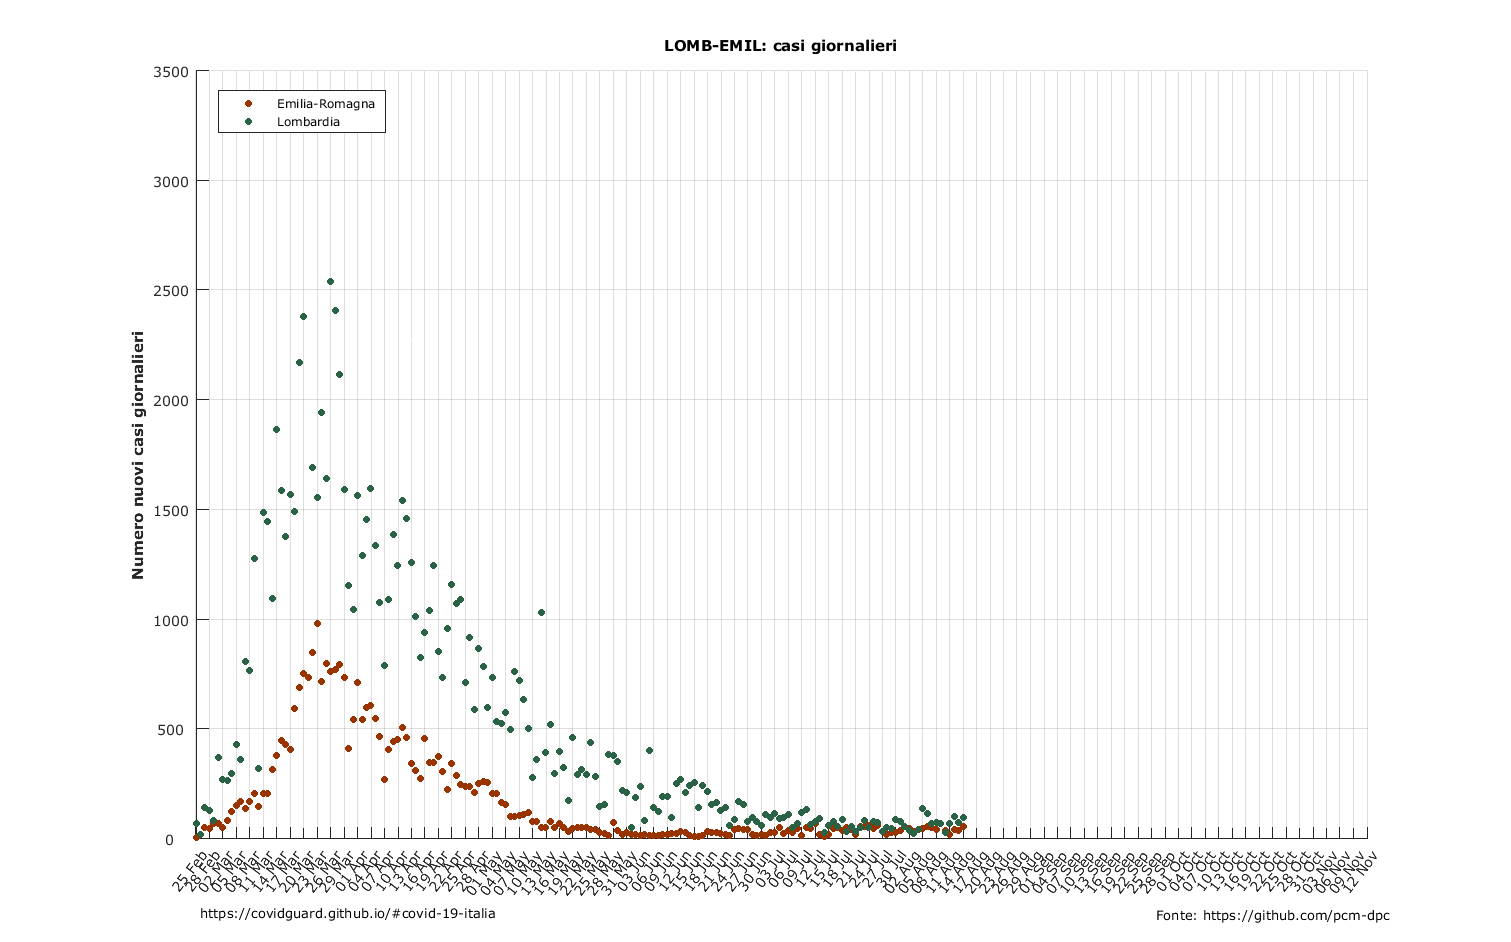 LOMB-EMIL: casi giornalieri
3500
3000
2500
2000
1500
1000
500
0
Numero nuovi casi giornalieri
Emilia-Romagna
Lombardia
25 Feb
28 Feb
02 Mar
05 Mar
08 Mar
11 Mar
14 Mar
17 Mar
20 Mar
23 Mar
26 Mar
29 Mar
01 Apr
04 Apr
07 Apr
10 Apr
13 Apr
16 Apr
19 Apr
22 Apr
25 Apr
28 Apr
01 May
04 May
07 May
10 May
13 May
16 May
19 May
22 May
25 May
28 May
31 May
03 Jun
06 Jun
09 Jun
12 Jun
15 Jun
18 Jun
21 Jun
24 Jun
27 Jun
30 Jun
03 Jul
06 Jul
09 Jul
12 Jul
15 Jul
18 Jul
21 Jul
24 Jul
27 Jul
30 Jul
02 Aug
05 Aug
08 Aug
11 Aug
14 Aug
17 Aug
20 Aug
23 Aug
26 Aug
29 Aug
01 Sep
04 Sep
07 Sep
10 Sep
13 Sep
16 Sep
19 Sep
22 Sep
25 Sep
28 Sep
01 Oct
04 Oct
07 Oct
10 Oct
13 Oct
16 Oct
19 Oct
22 Oct
25 Oct
28 Oct
31 Oct
03 Nov
06 Nov
09 Nov
12 Nov
https://covidguard.github.io/#covid-19-italia
Fonte: https://github.com/pcm-dpc